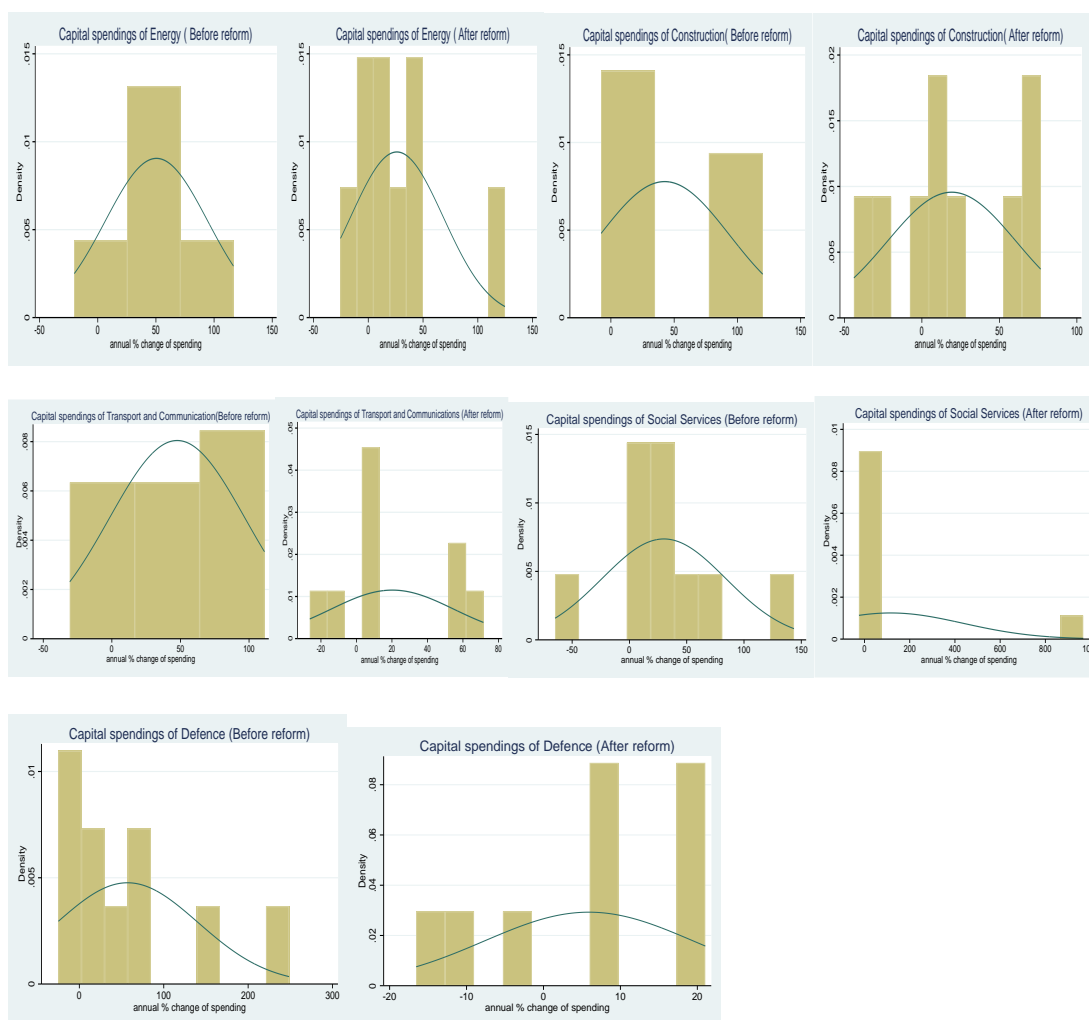 Capital spendings of Energy ( Before reform)
Density
0 .005 .01 .015
-50 0 50 100 150
annual % change of spending
Capital spendings of Energy ( After reform)
Density
0 .005 .01 .015
-50 0 50 100 150
annual % change of spending
Capital spendings of Construction( Before reform)
Density
0 .005 .01 .015
0 50 100 150
annual % change of spending
Capital spendings of Construction( After reform)
Density
0 .005 .01 .015 .02
-50 0 50 100
annual % change of spending
Capital spendings of Transport and Communication(Before reform)
Density
0 .002 .004 .006 .008
-50 0 50 100
annual % change of spending
Capital spendings of Transport and Communications (After reform)
Density
0 .01 .02 .03 .04 .05
-20 0 20 40 60 80
annual % change of spending
Capital spendings of Social Services (Before reform)
Density
0 .005 .01 .015
-50 0 50 100 150
annual % change of spending
Capital spendings of Social Services (After reform)
Density
0 .002 .004 .006 .008 .01
0 200 400 600 800
annual % change of spending
Capital spendings of Defence (Before reform)
Density
0 .005 .01
0 100 200 300
annual % change of spending
Capital spendings of Defence (After reform)
Density
0 .02 .04 .06 .08
-20 -10 0 10 20
annual % change of spending